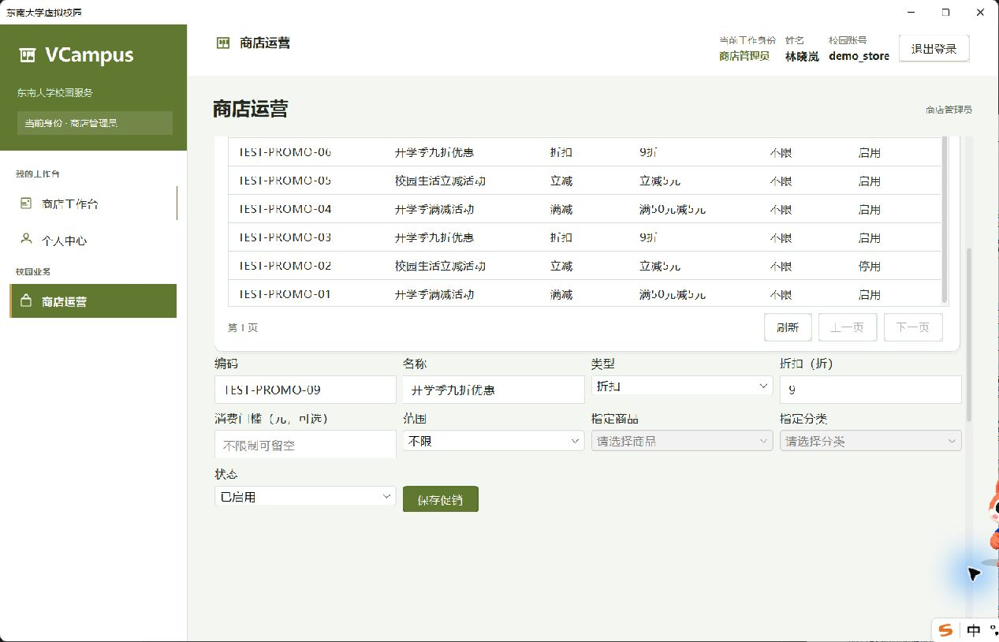 东南大学虚拟校园
VCampus
东南大学校园服务
当前身份 · 商店管理员
我的工作台
商店工作台
个人中心
校园业务
商店运营
商店运营
当前工作身份 姓名 校园账号
商店管理员 林晓岚 demo_store
退出登录
商店运营
商店管理员
TEST-PROMO-06 开学季九折优惠 折扣 9折 不限 启用
TEST-PROMO-05 校园生活立减活动 立减 立减5元 不限 启用
TEST-PROMO-04 开学季满减活动 满减 满50元减5元 不限 启用
TEST-PROMO-03 开学季九折优惠 折扣 9折 不限 启用
TEST-PROMO-02 校园生活立减活动 立减 立减5元 不限 停用
TEST-PROMO-01 开学季满减活动 满减 满50元减5元 不限 启用
第 1 页 刷新 上一页 下一页
编码 名称 类型 折扣（折）
TEST-PROMO-09 开学季九折优惠 折扣 9
消费门槛（元，可选） 范围 指定商品 指定分类
不限制可留空 不限 请选择商品 请选择分类
状态
已启用 保存促销
中